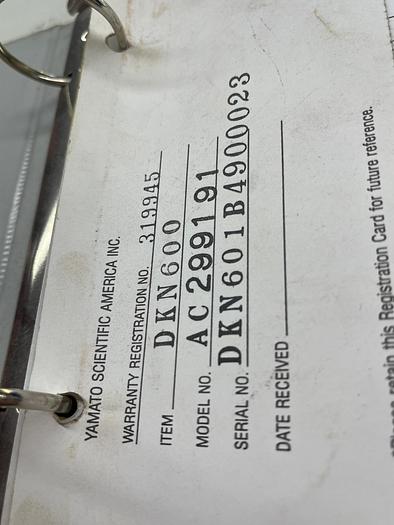 YAMATO SCIENTIFIC AMERICA INC.
WARRANTY REGISTRATION NO. 319945
ITEM DKN600
MODEL NO. AC299191
SERIAL NO. DKN601B4900023
DATE RECEIVED
retain this Registration Card for future reference.